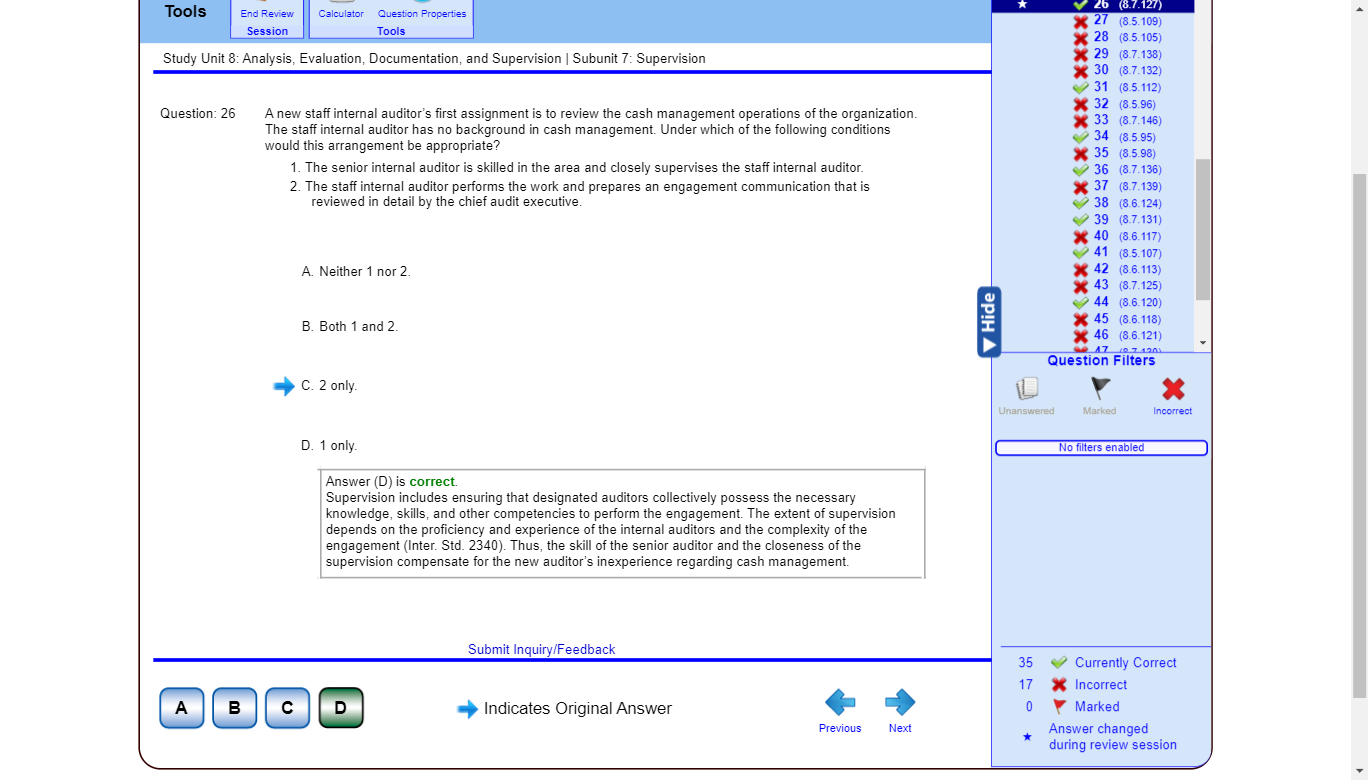 Tools
End Review
Session
Calculator Question Properties
Tools
Study Unit 8: Analysis, Evaluation, Documentation, and Supervision | Subunit 7: Supervision
Question: 26
A new staff internal auditor's first assignment is to review the cash management operations of the organization.
The staff internal auditor has no background in cash management. Under which of the following conditions
would this arrangement be appropriate?
1. The senior internal auditor is skilled in the area and closely supervises the staff internal auditor.
2. The staff internal auditor performs the work and prepares an engagement communication that is
reviewed in detail by the chief audit executive.
A. Neither 1 nor 2.
B. Both 1 and 2.
C. 2 only.
D. 1 only.
Answer (D) is correct.
Supervision includes ensuring that designated auditors collectively possess the necessary
knowledge, skills, and other competencies to perform the engagement. The extent of supervision
depends on the proficiency and experience of the internal auditors and the complexity of the
engagement (Inter. Std. 2340). Thus, the skill of the senior auditor and the closeness of the
supervision compensate for the new auditor's inexperience regarding cash management.
Submit Inquiry/Feedback
A B C D
Indicates Original Answer
Previous Next
26 (8.7.127)
27 (8.5.109)
28 (8.5.105)
29 (8.7.138)
30 (8.7.132)
31 (8.5.112)
32 (8.5.96)
33 (8.7.146)
34 (8.5.95)
35 (8.5.98)
36 (8.7.136)
37 (8.7.139)
38 (8.6.124)
39 (8.7.131)
40 (8.6.117)
41 (8.5.107)
42 (8.6.113)
43 (8.7.125)
44 (8.6.120)
45 (8.6.118)
46 (8.6.121)
47 (8.7.130)
Hide
Question Filters
Unanswered Marked Incorrect
No filters enabled
35 Currently Correct
17 Incorrect
0 Marked
Answer changed
during review session